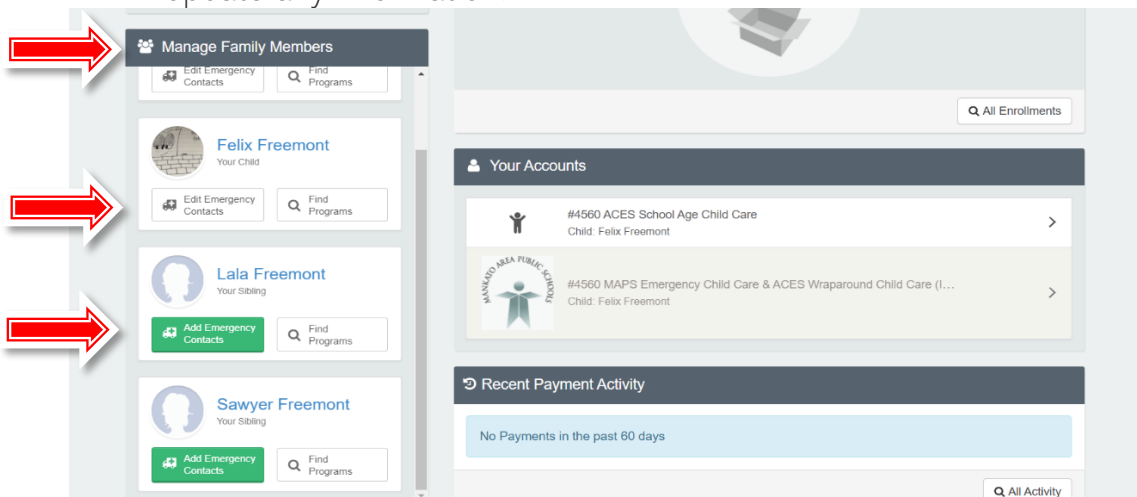 Manage Family Members
Edit Emergency
Contacts
Find
Programs
Felix Freemont
Your Child
Edit Emergency
Contacts
Find
Programs
Lala Freemont
Your Sibling
Add Emergency
Contacts
Find
Programs
Sawyer Freemont
Your Sibling
Add Emergency
Contacts
Find
Programs
All Enrollments
Your Accounts
#4560 ACES School Age Child Care
Child: Felix Freemont
MANKATO AREA PUBLIC SCHOOLS
#4560 MAPS Emergency Child Care & ACES Wraparound Child Care (I...
Child: Felix Freemont
Recent Payment Activity
No Payments in the past 60 days
All Activity